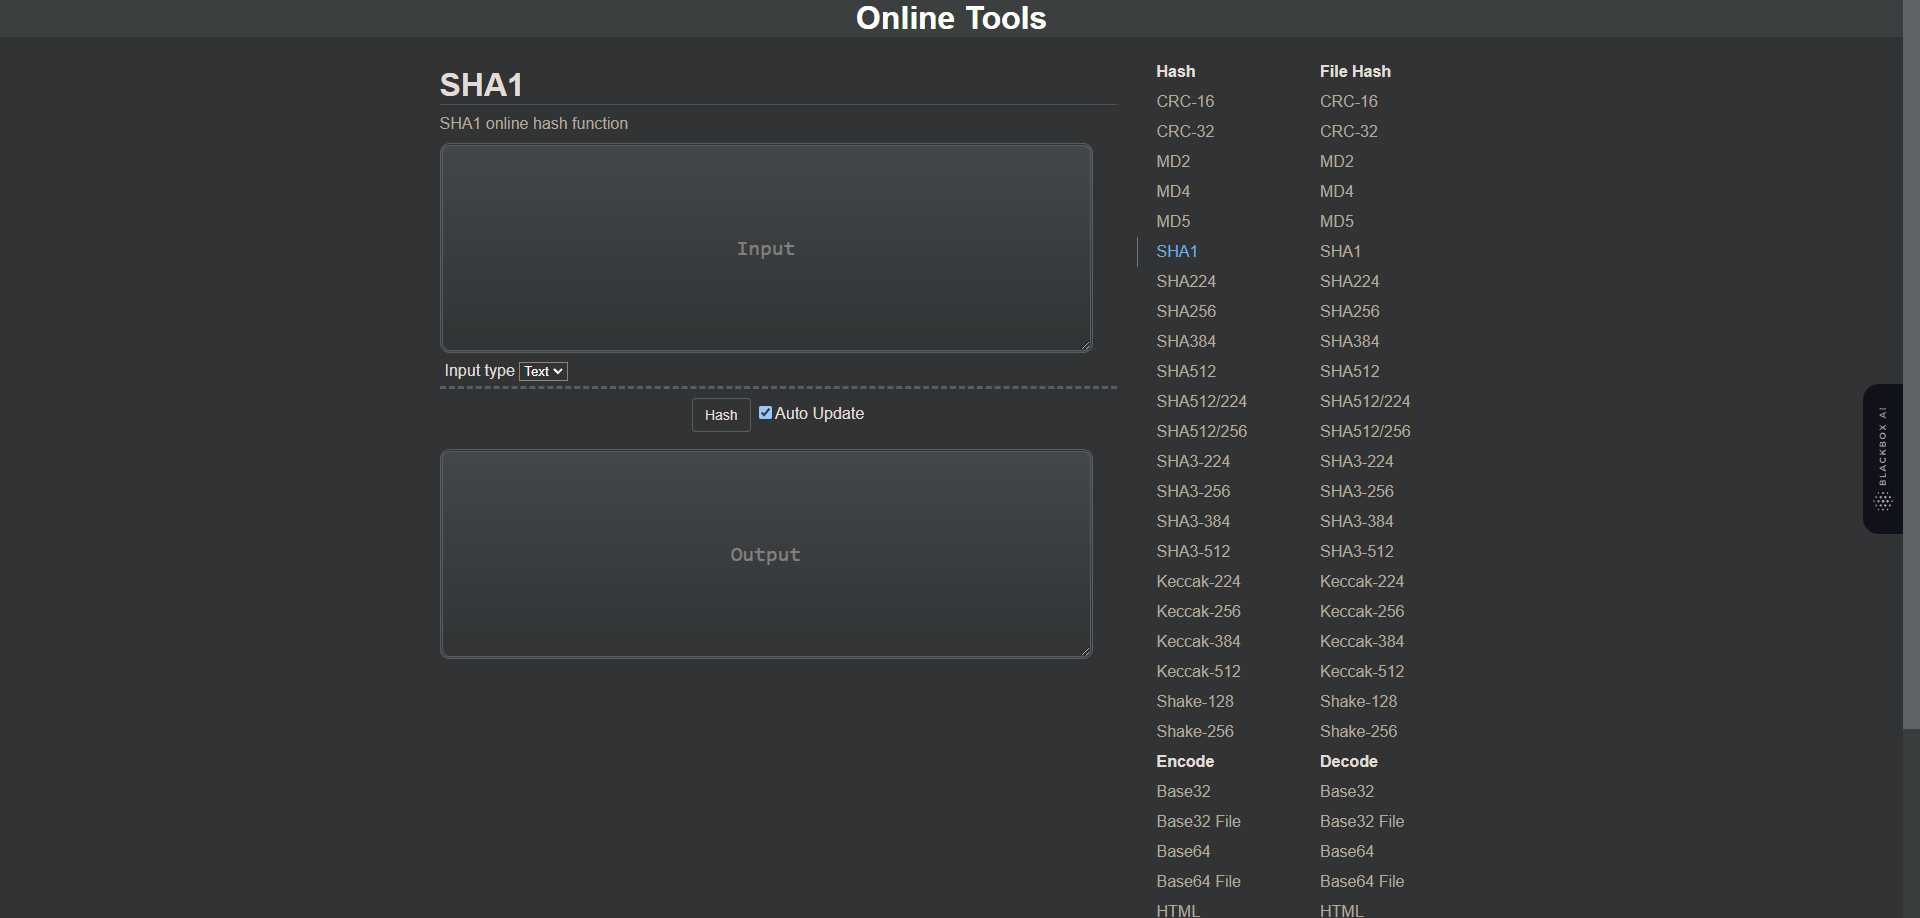 Online Tools
SHA1
SHA1 online hash function
Input
Input type Text
Hash Auto Update
Output
Hash File Hash
CRC-16 CRC-16
CRC-32 CRC-32
MD2 MD2
MD4 MD4
MD5 MD5
SHA1 SHA1
SHA224 SHA224
SHA256 SHA256
SHA384 SHA384
SHA512 SHA512
SHA512/224 SHA512/224
SHA512/256 SHA512/256
SHA3-224 SHA3-224
SHA3-256 SHA3-256
SHA3-384 SHA3-384
SHA3-512 SHA3-512
Keccak-224 Keccak-224
Keccak-256 Keccak-256
Keccak-384 Keccak-384
Keccak-512 Keccak-512
Shake-128 Shake-128
Shake-256 Shake-256
Encode Decode
Base32 Base32
Base32 File Base32 File
Base64 Base64
Base64 File Base64 File
HTML HTML
BLACKBOX AI